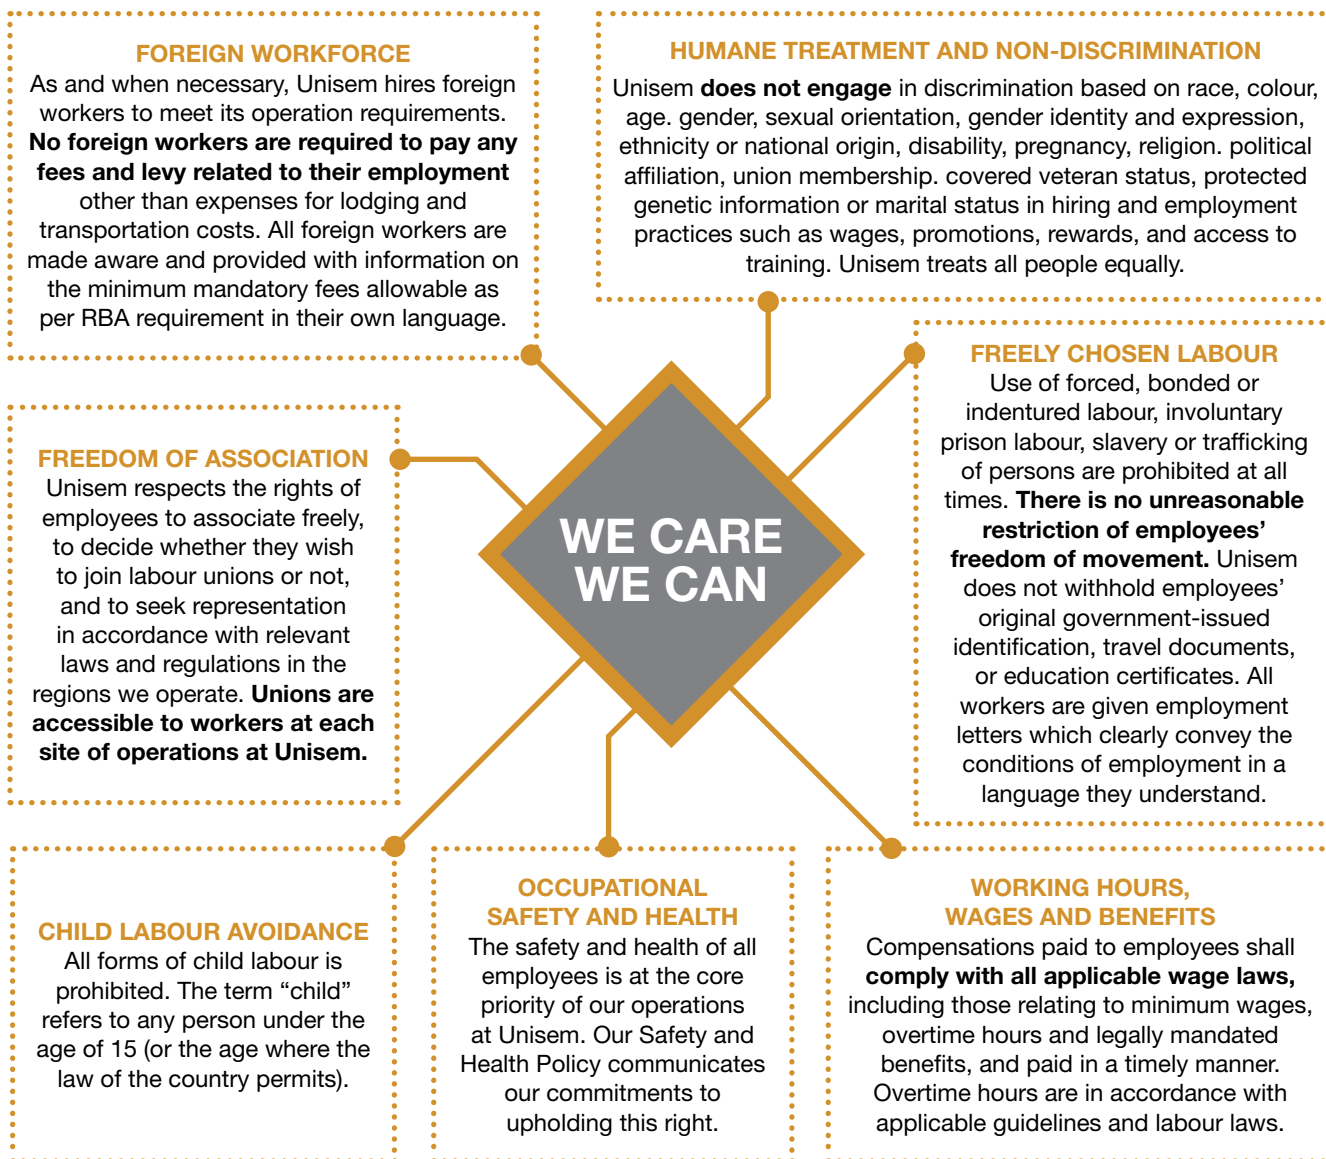 FOREIGN WORKFORCE
As and when necessary, Unisem hires foreign
workers to meet its operation requirements.
No foreign workers are required to pay any
fees and levy related to their employment
other than expenses for lodging and
transportation costs. All foreign workers are
made aware and provided with information on
the minimum mandatory fees allowable as
per RBA requirement in their own language.
HUMANE TREATMENT AND NON-DISCRIMINATION
Unisem does not engage in discrimination based on race, colour,
age. gender, sexual orientation, gender identity and expression,
ethnicity or national origin, disability, pregnancy, religion. political
affiliation, union membership. covered veteran status, protected
genetic information or marital status in hiring and employment
practices such as wages, promotions, rewards, and access to
training. Unisem treats all people equally.
FREEDOM OF ASSOCIATION
Unisem respects the rights of
employees to associate freely,
to decide whether they wish
to join labour unions or not,
and to seek representation
in accordance with relevant
laws and regulations in the
regions we operate. Unions are
accessible to workers at each
site of operations at Unisem.
WE CARE
WE CAN
FREELY CHOSEN LABOUR
Use of forced, bonded or
indentured labour, involuntary
prison labour, slavery or trafficking
of persons are prohibited at all
times. There is no unreasonable
restriction of employees’
freedom of movement. Unisem
does not withhold employees’
original government-issued
identification, travel documents,
or education certificates. All
workers are given employment
letters which clearly convey the
conditions of employment in a
language they understand.
CHILD LABOUR AVOIDANCE
All forms of child labour is
prohibited. The term “child”
refers to any person under the
age of 15 (or the age where the
law of the country permits).
OCCUPATIONAL
SAFETY AND HEALTH
The safety and health of all
employees is at the core
priority of our operations
at Unisem. Our Safety and
Health Policy communicates
our commitments to
upholding this right.
WORKING HOURS,
WAGES AND BENEFITS
Compensations paid to employees shall
comply with all applicable wage laws,
including those relating to minimum wages,
overtime hours and legally mandated
benefits, and paid in a timely manner.
Overtime hours are in accordance with
applicable guidelines and labour laws.